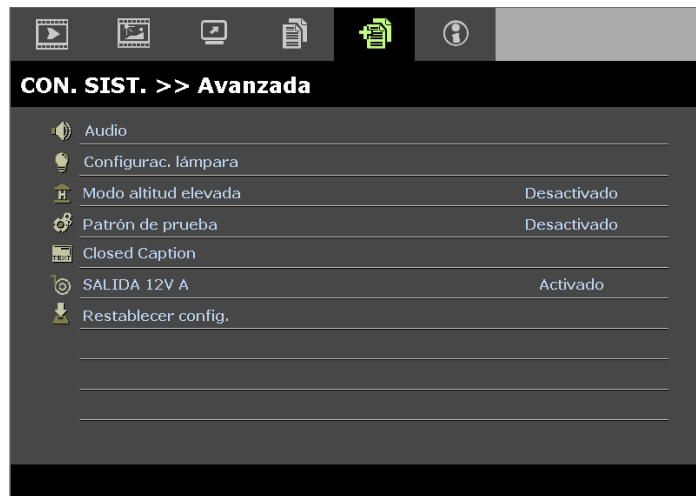 CON. SIST. >> Avanzada
Audio
Configurac. lámpara
H Modo altitud elevada Desactivado
Patrón de prueba Desactivado
TEXT Closed Caption
SALIDA 12V A Activado
Restablecer config.